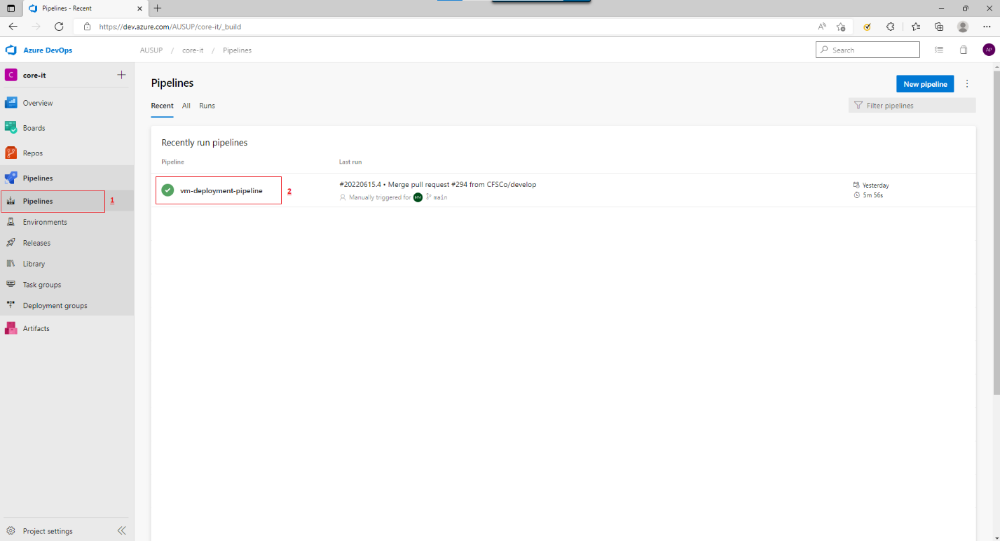 Pipelines - Recent
https://dev.azure.com/AUSUP/core-it/_build
Azure DevOps
AUSUP / core-it / Pipelines
Search
AP
C core-it
Overview
Boards
Repos
Pipelines
Pipelines 1
Environments
Releases
Library
Task groups
Deployment groups
Artifacts
Project settings
Pipelines
New pipeline
Recent All Runs
Filter pipelines
Recently run pipelines
Pipeline Last run
vm-deployment-pipeline 2
#20220615.4 • Merge pull request #294 from CFSCo/develop
Manually triggered for MM main
Yesterday
5m 56s